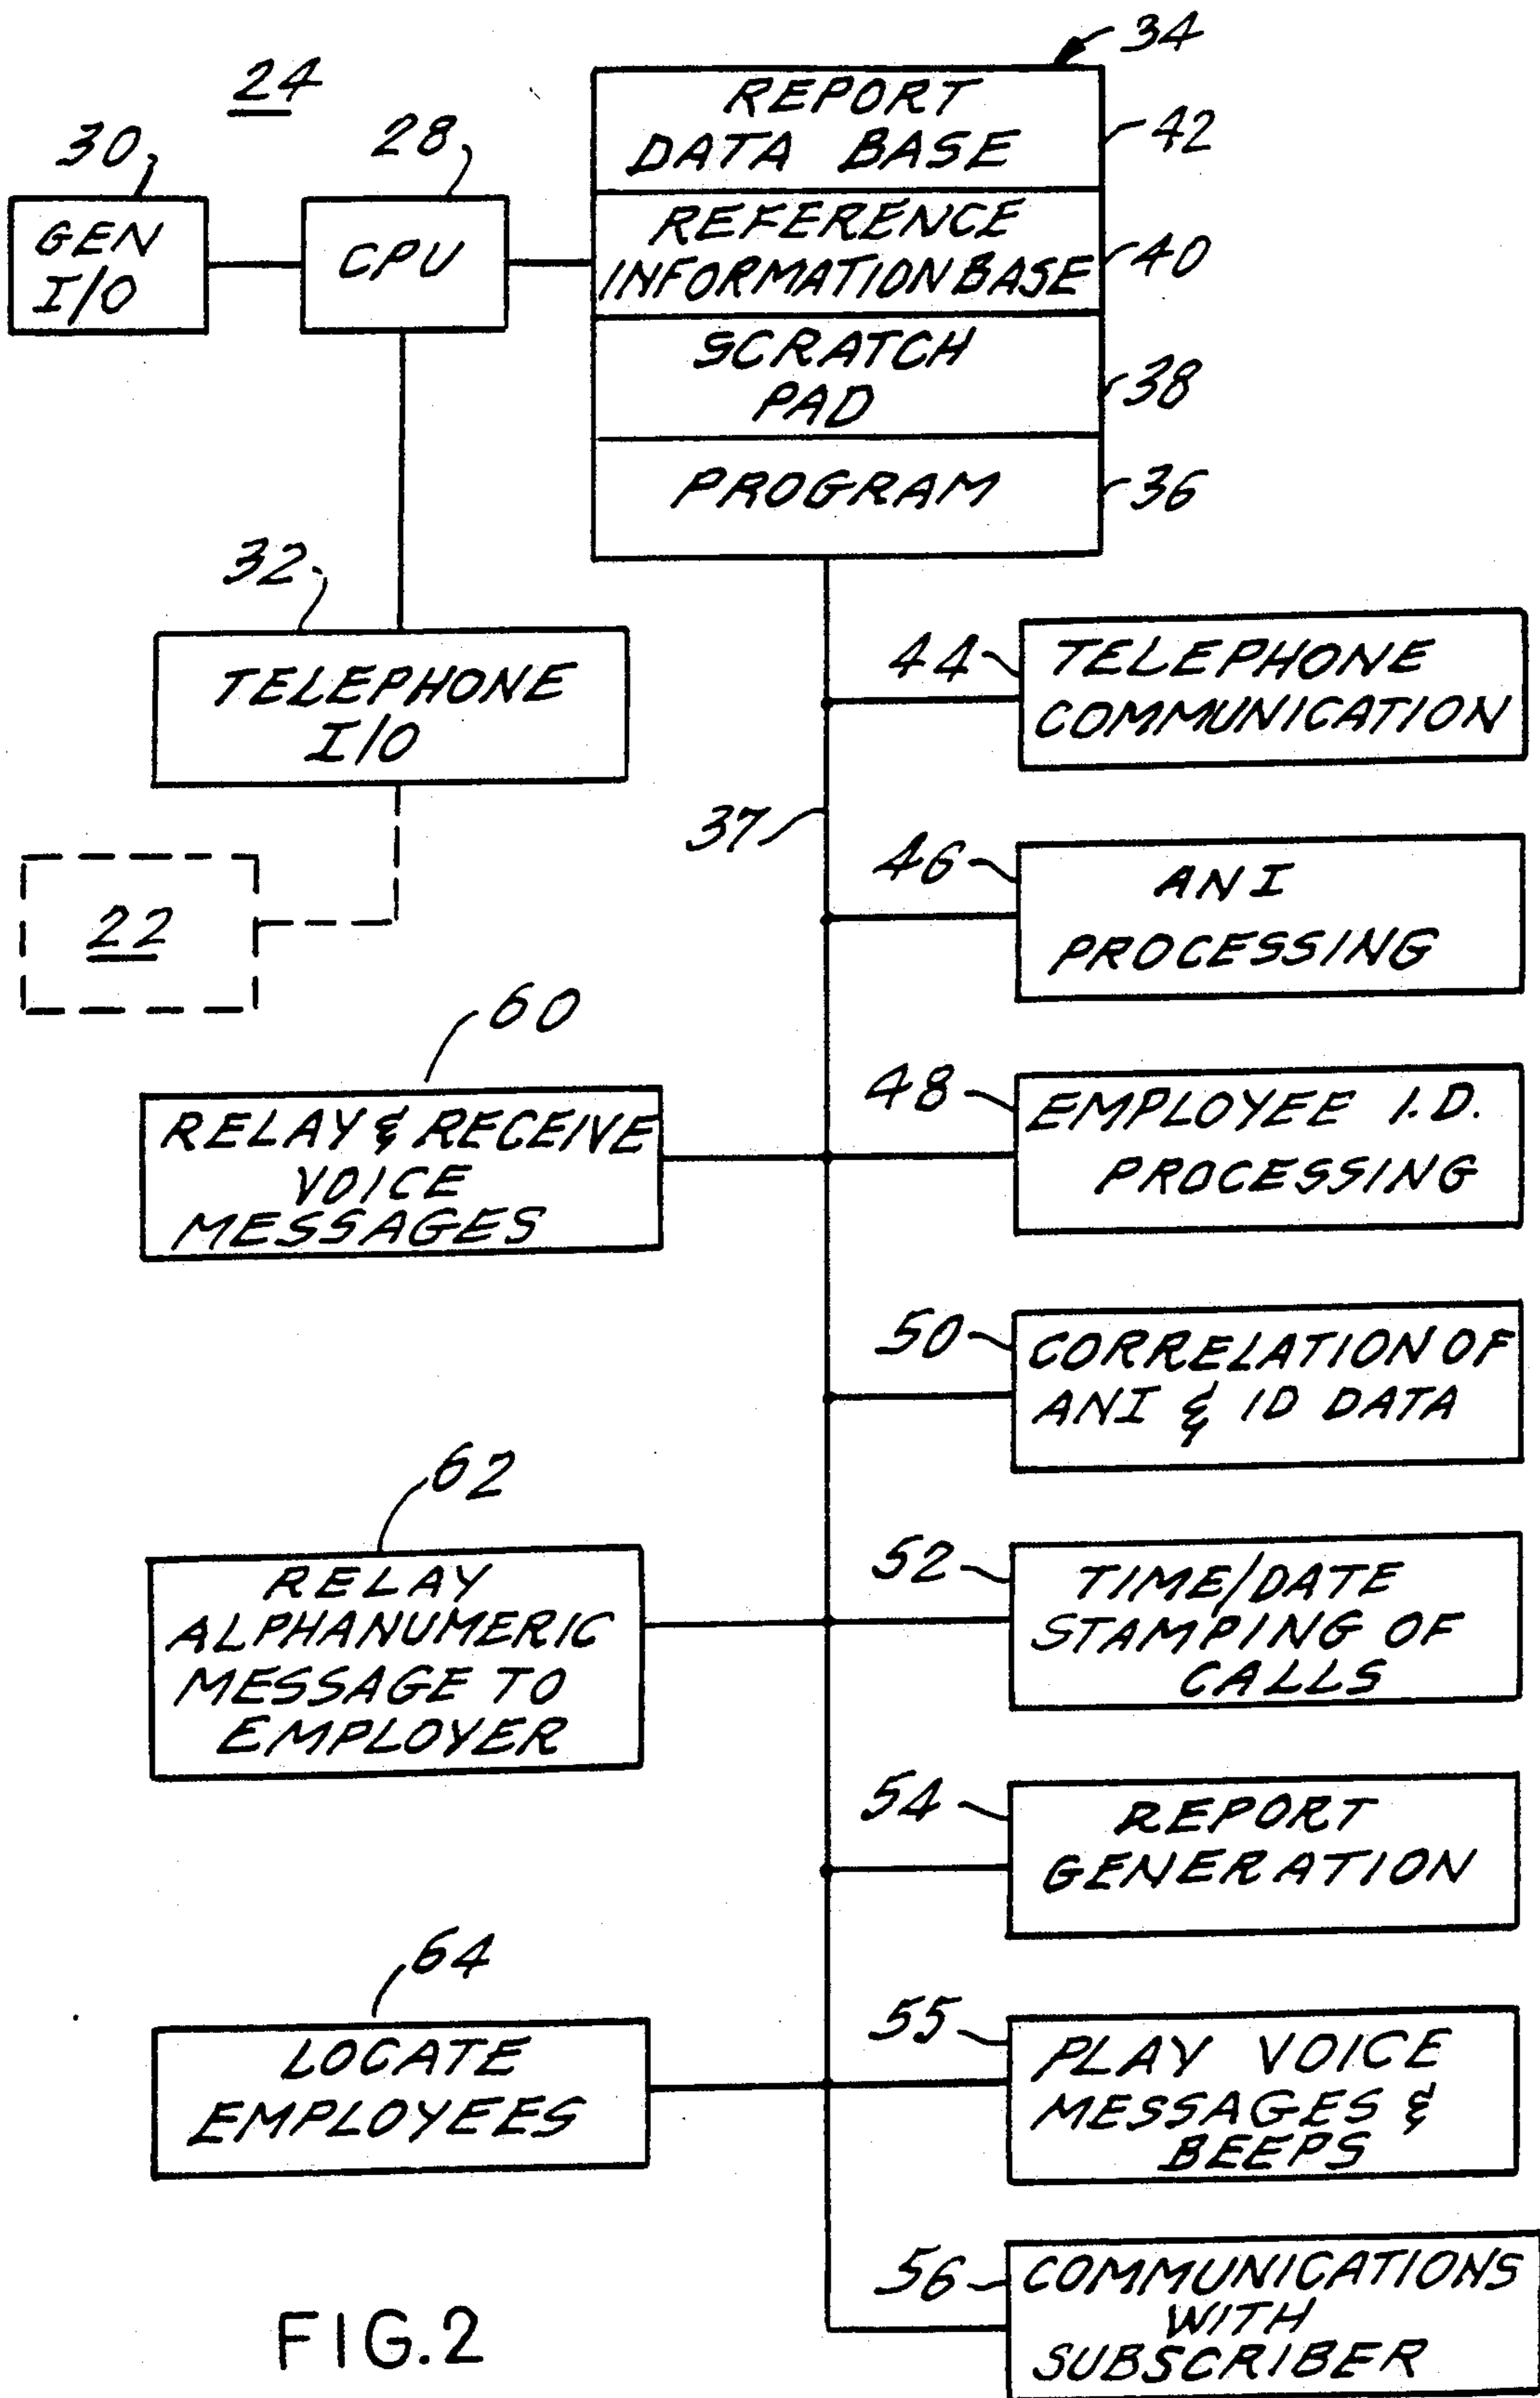 34
24
REPORT
DATA BASE
42
30
28
GEN
I/O
CPU
REFERENCE
INFORMATION BASE
40
SCRATCH
PAD
38
PROGRAM
36
32
TELEPHONE
I/O
44
TELEPHONE
COMMUNICATION
37
22
46
ANI
PROCESSING
60
RELAY & RECEIVE
VOICE
MESSAGES
48
EMPLOYEE I.D.
PROCESSING
50
CORRELATION OF
ANI & ID DATA
62
RELAY
ALPHANUMERIC
MESSAGE TO
EMPLOYER
52
TIME/DATE
STAMPING OF
CALLS
54
REPORT
GENERATION
64
LOCATE
EMPLOYEES
55
PLAY VOICE
MESSAGES &
BEEPS
56
COMMUNICATIONS
WITH
SUBSCRIBER
FIG.2